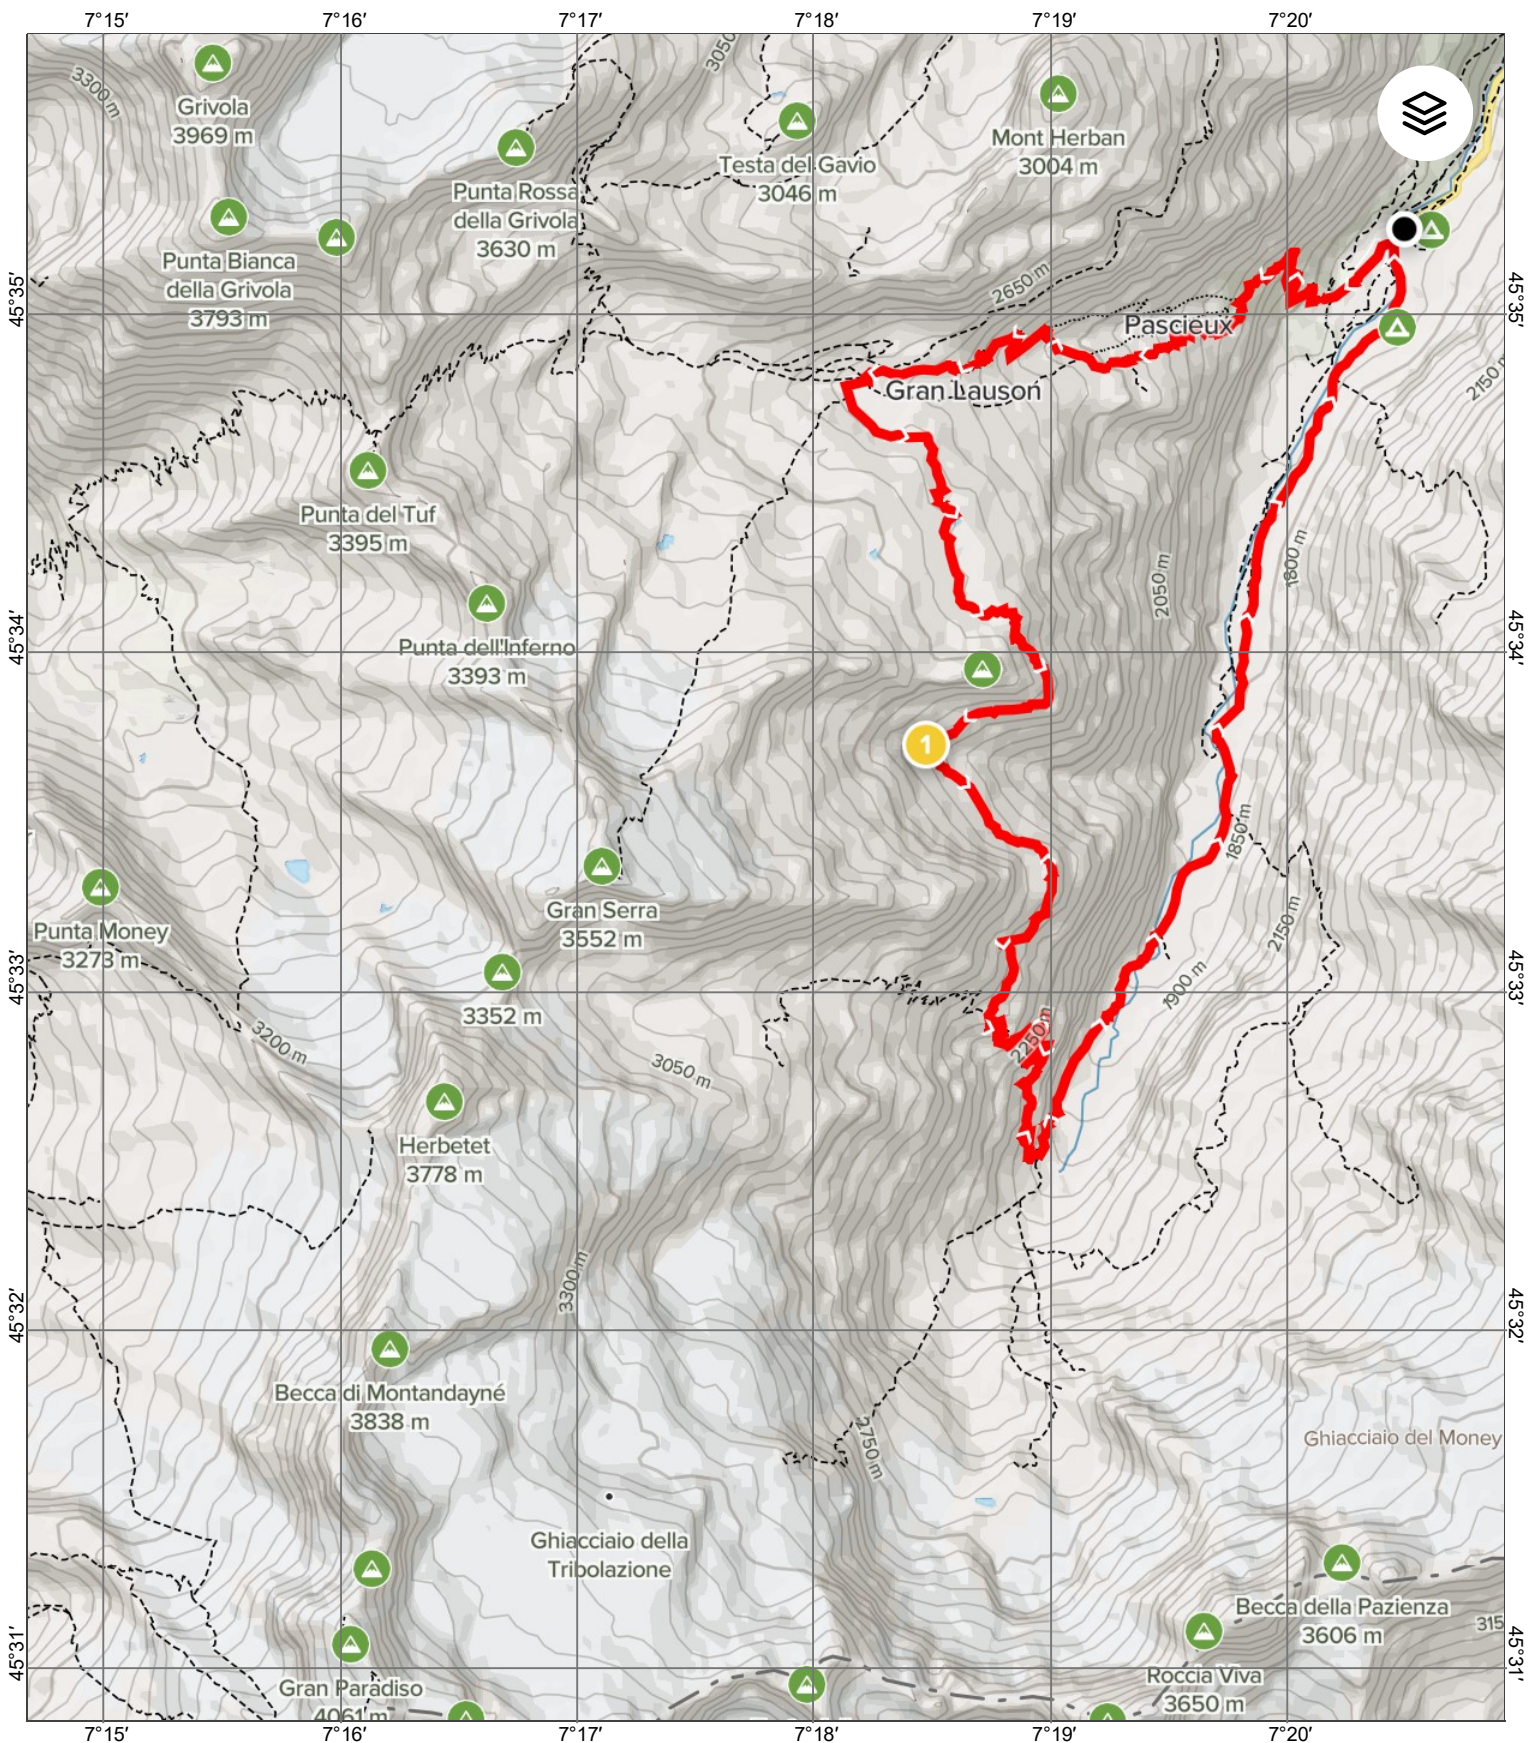 7°15′
7°16′
7°17′
7°18′
7°19′
7°20′
3300 m
3050
Grivola
3969 m
Testa del Gavio
3046 m
Mont Herban
3004 m
Punta Rossa
della Grivola
3630 m
Punta Bianca
della Grivola
3793 m
45°35′
45°35′
2650 m
Pascieux
Gran Lauson
2150 m
Punta del Tuf
3395 m
2050 m
1800 m
Punta dell'Inferno
3393 m
45°34′
45°34′
1
1850 m
Punta Money
3273 m
Gran Serra
3552 m
2150 m
45°33′
45°33′
3352 m
1900 m
3200 m
2250 m
3050 m
Herbetet
3778 m
3300 m
45°32′
45°32′
Becca di Montandayné
3838 m
2750 m
Ghiacciaio del Money
Ghiacciaio della
Tribolazione
Becca della Pazienza
3606 m
315
45°31′
45°31′
Gran Paradiso
4061 m
Roccia Viva
3650 m
7°15′
7°16′
7°17′
7°18′
7°19′
7°20′